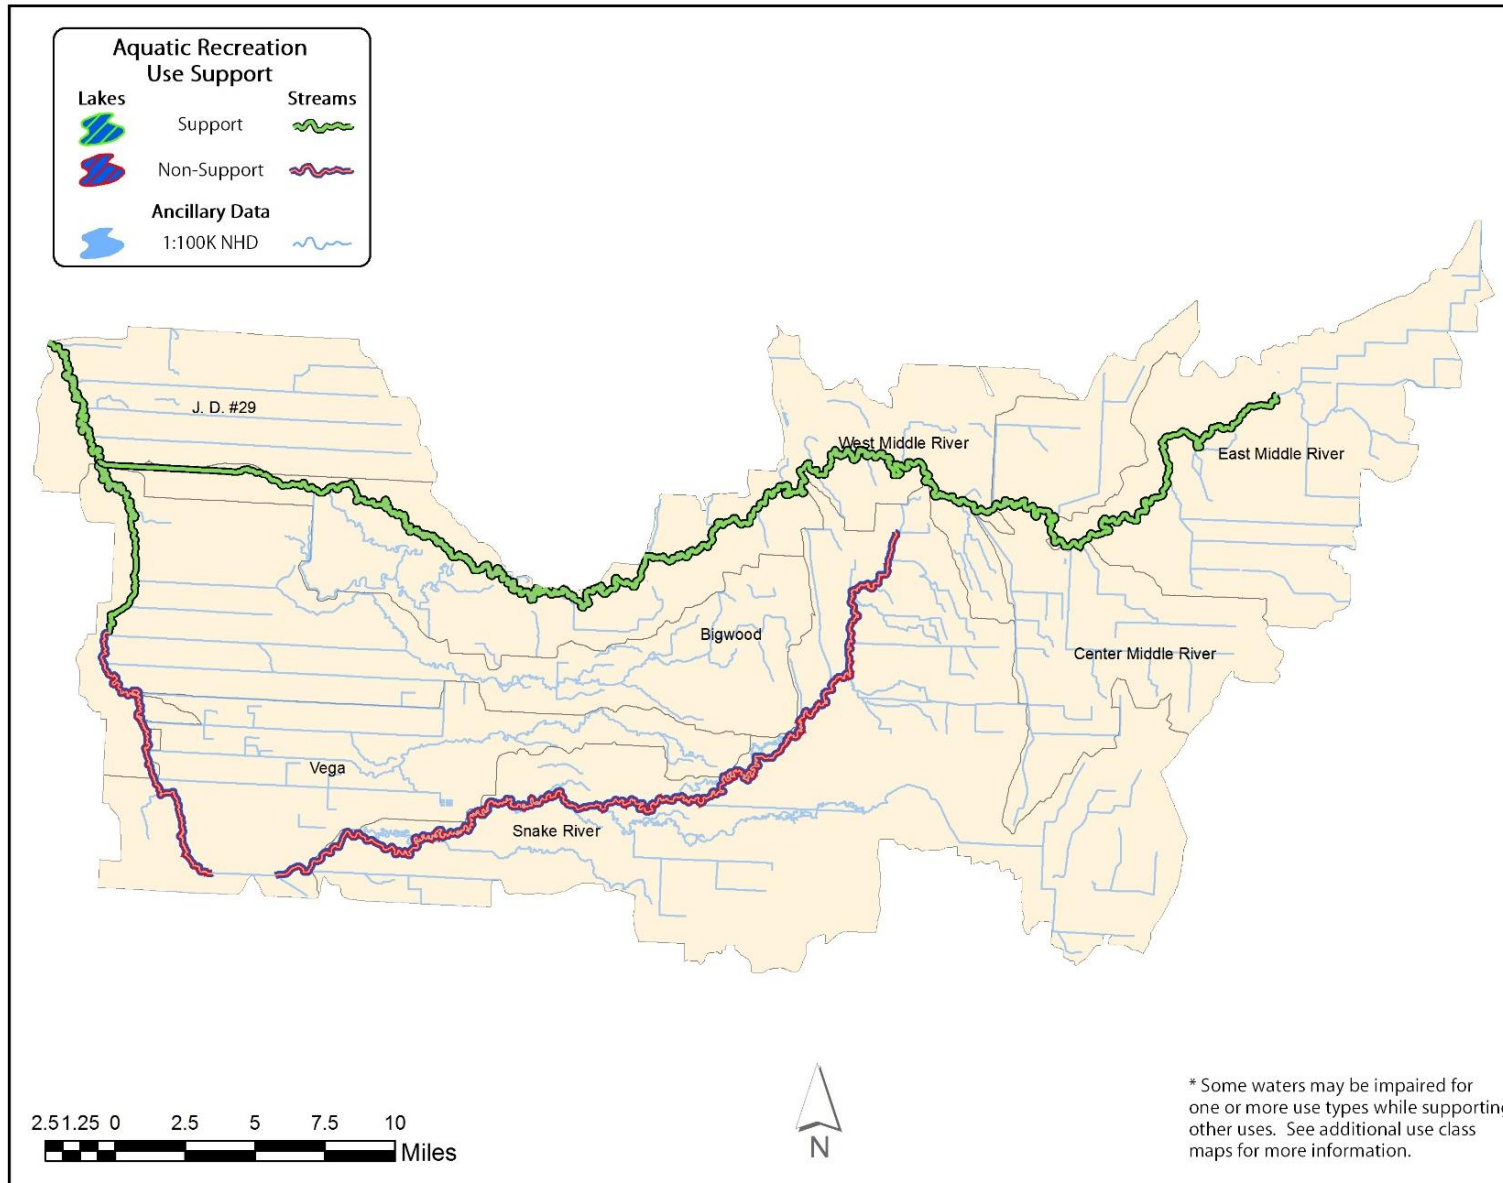 Aquatic Recreation
Use Support
Lakes Streams
Support
Non-Support
Ancillary Data
1:100K NHD
J. D. #29
West Middle River
East Middle River
Bigwood
Center Middle River
Vega
Snake River
2.5 1.25 0 2.5 5 7.5 10
Miles
N
* Some waters may be impaired for
one or more use types while supporting
other uses. See additional use class
maps for more information.